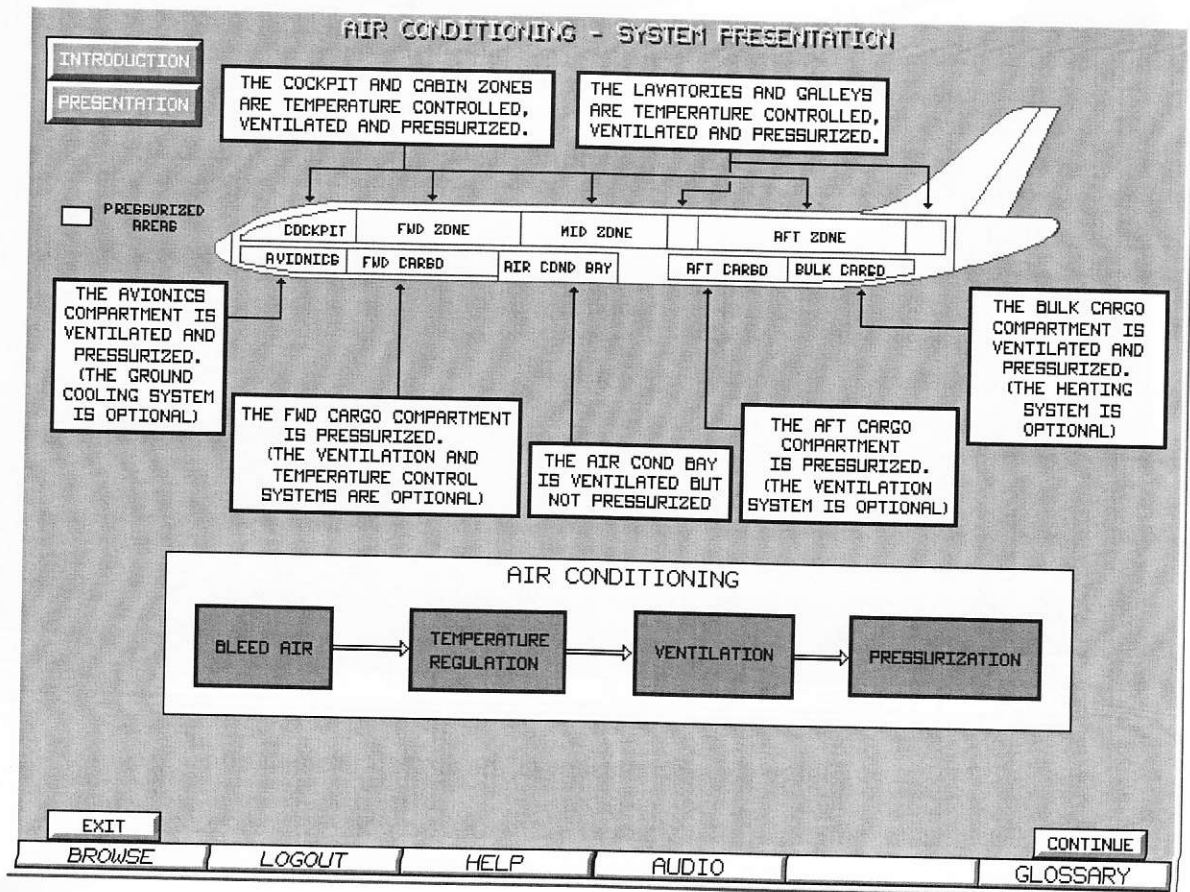 AIR CONDITIONING - SYSTEM PRESENTATION
INTRODUCTION
PRESENTATION
THE COCKPIT AND CABIN ZONES
ARE TEMPERATURE CONTROLLED,
VENTILATED AND PRESSURIZED.
THE LAVATORIES AND GALLEYS
ARE TEMPERATURE CONTROLLED,
VENTILATED AND PRESSURIZED.
PRESSURIZED
AREAS
COCKPIT
FWD ZONE
MID ZONE
AFT ZONE
AVIONICS
FWD CARGO
AIR COND BAY
AFT CARGO
BULK CARGO
THE AVIONICS
COMPARTMENT IS
VENTILATED AND
PRESSURIZED.
(THE GROUND
COOLING SYSTEM
IS OPTIONAL)
THE FWD CARGO COMPARTMENT
IS PRESSURIZED.
(THE VENTILATION AND
TEMPERATURE CONTROL
SYSTEMS ARE OPTIONAL)
THE AIR COND BAY
IS VENTILATED BUT
NOT PRESSURIZED
THE AFT CARGO
COMPARTMENT
IS PRESSURIZED.
(THE VENTILATION
SYSTEM IS OPTIONAL)
THE BULK CARGO
COMPARTMENT IS
VENTILATED AND
PRESSURIZED.
(THE HEATING
SYSTEM IS
OPTIONAL)
AIR CONDITIONING
BLEED AIR
TEMPERATURE
REGULATION
VENTILATION
PRESSURIZATION
EXIT
CONTINUE
BROWSE
LOGOUT
HELP
AUDIO
GLOSSARY